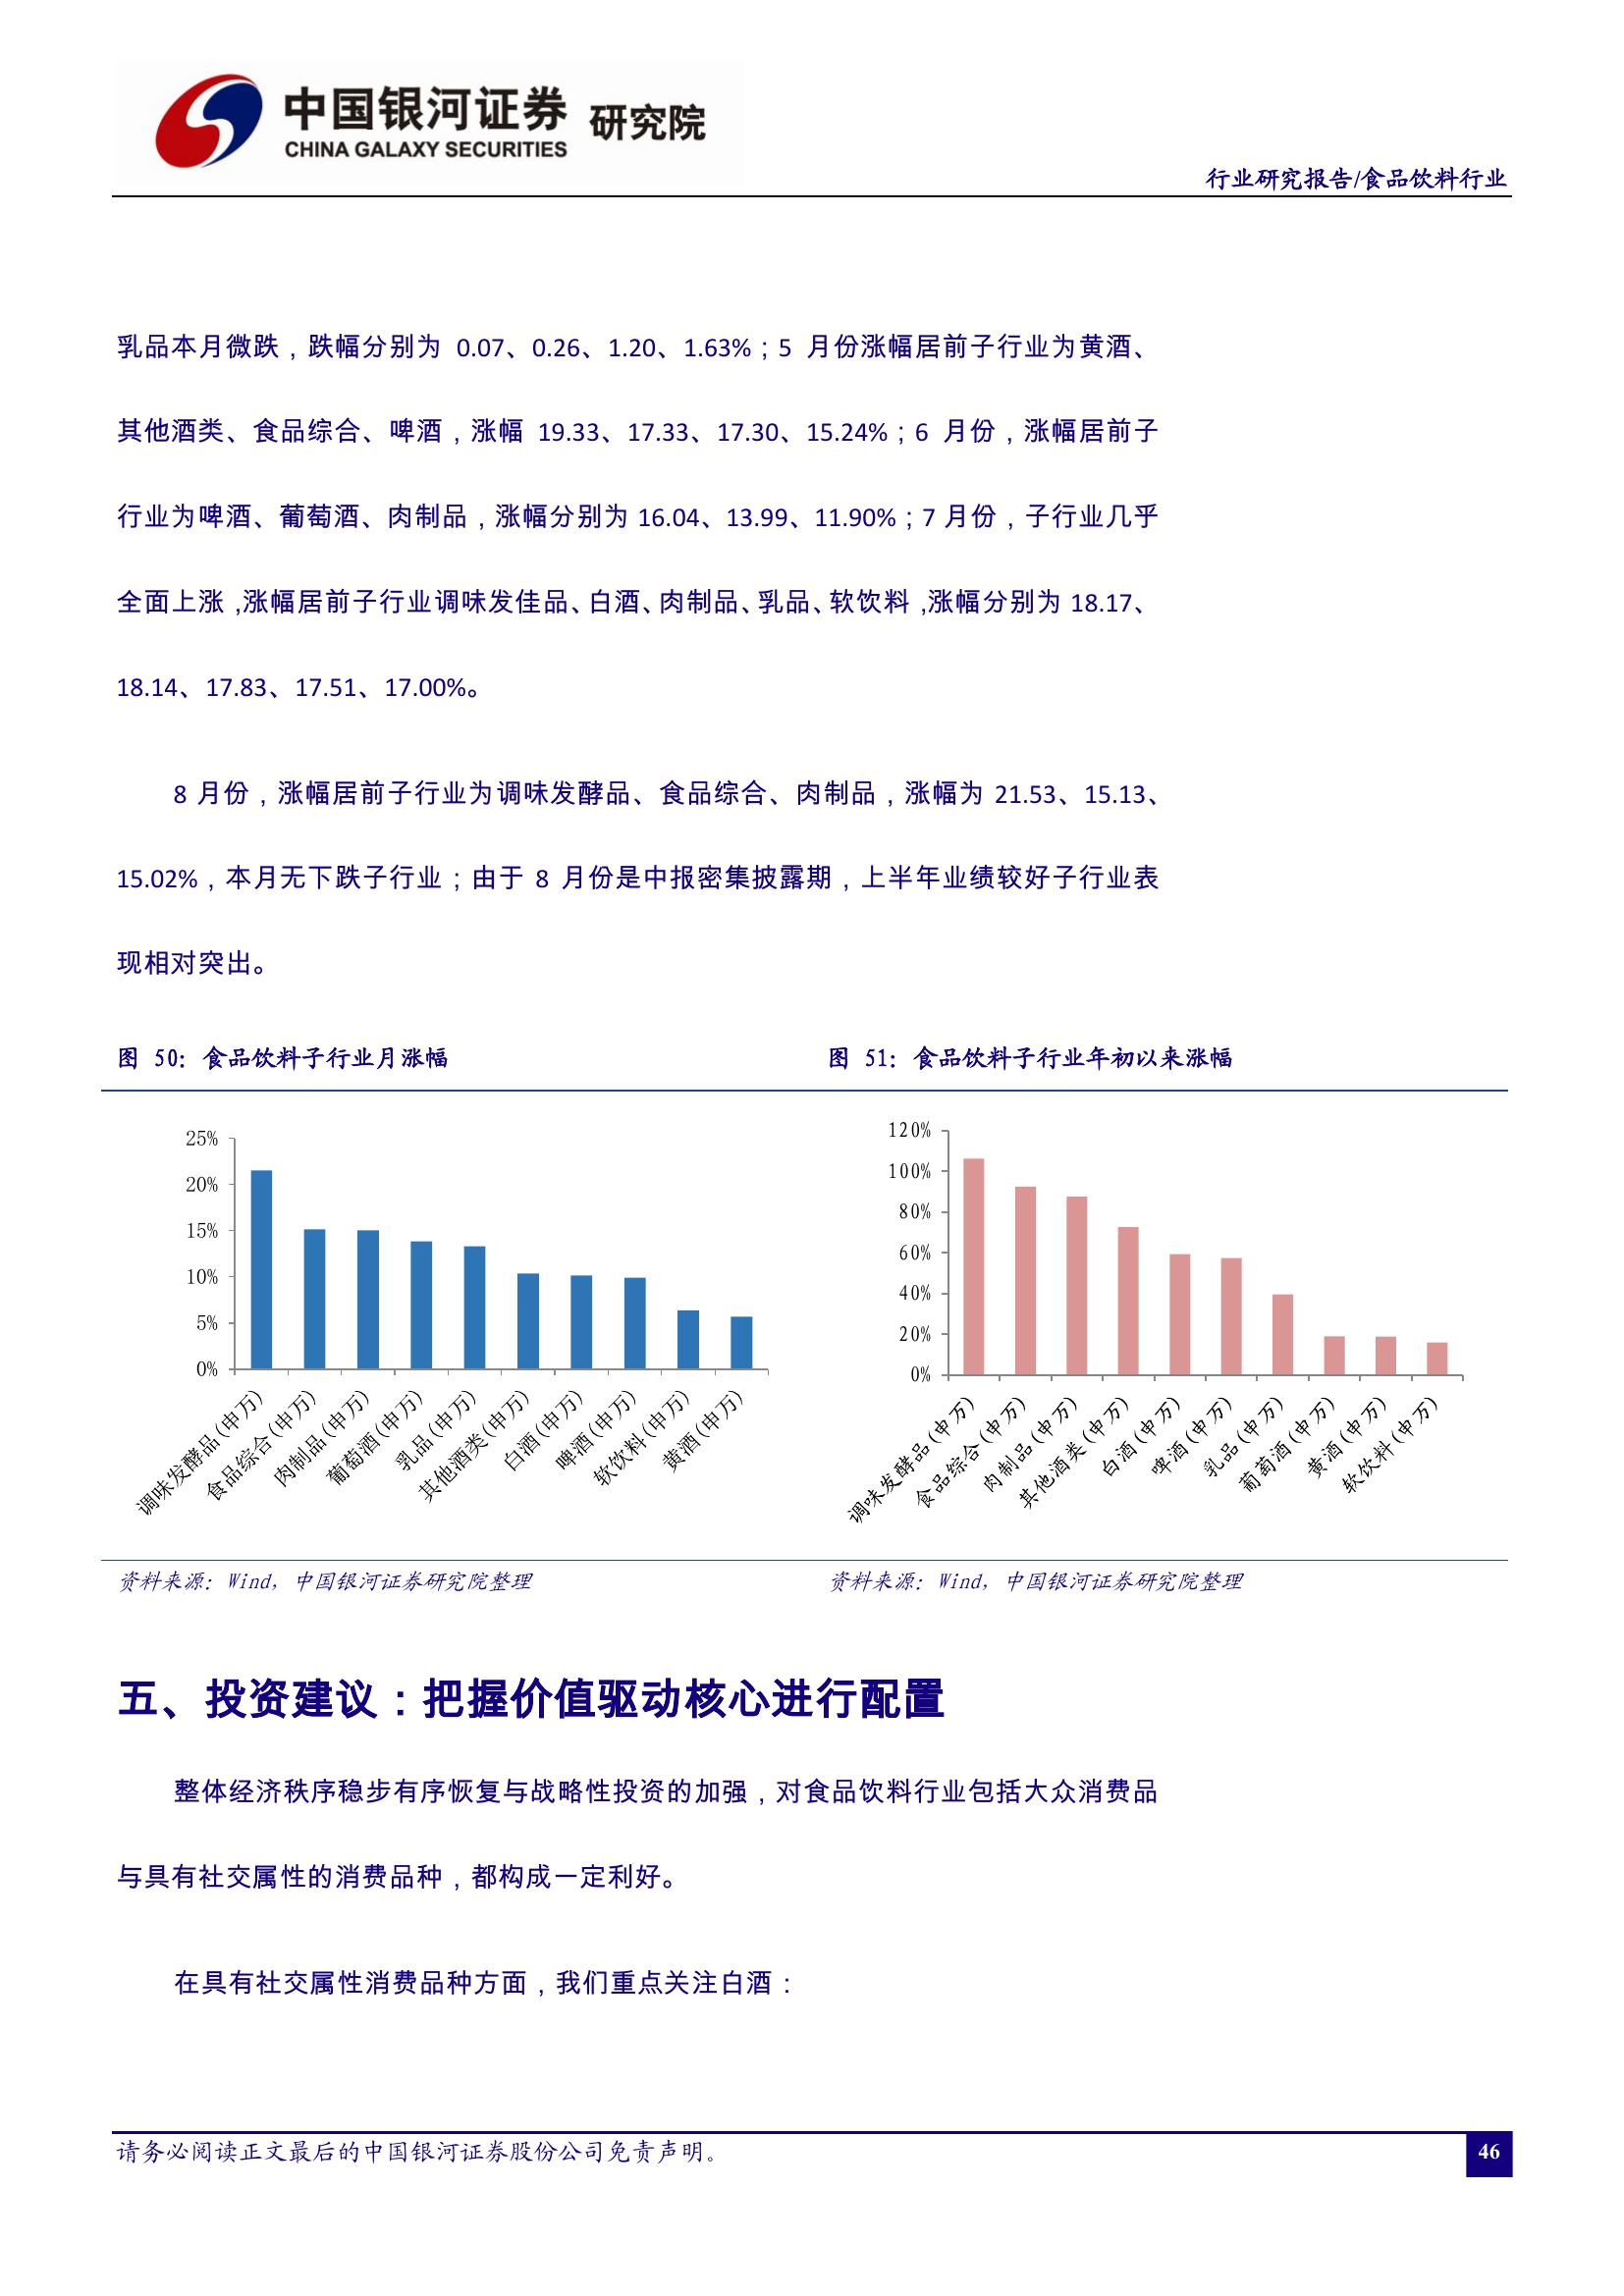 中国银河证券 研究院
CHINA GALAXY SECURITIES
行业研究报告/食品饮料行业
乳品本月微跌，跌幅分别为 0.07、0.26、1.20、1.63%；5 月份涨幅居前子行业为黄酒、
其他酒类、食品综合、啤酒，涨幅 19.33、17.33、17.30、15.24%；6 月份，涨幅居前子
行业为啤酒、葡萄酒、肉制品，涨幅分别为 16.04、13.99、11.90%；7 月份，子行业几乎
全面上涨，涨幅居前子行业调味发佳品、白酒、肉制品、乳品、软饮料，涨幅分别为 18.17、
18.14、17.83、17.51、17.00%。
8 月份，涨幅居前子行业为调味发酵品、食品综合、肉制品，涨幅为 21.53、15.13、
15.02%，本月无下跌子行业；由于 8 月份是中报密集披露期，上半年业绩较好子行业表
现相对突出。
图 50：食品饮料子行业月涨幅
25%
20%
15%
10%
5%
0%
调味发酵品(申万)
食品综合(申万)
肉制品(申万)
葡萄酒(申万)
乳品(申万)
其他酒类(申万)
白酒(申万)
啤酒(申万)
软饮料(申万)
黄酒(申万)
资料来源：Wind，中国银河证券研究院整理
图 51：食品饮料子行业年初以来涨幅
120%
100%
80%
60%
40%
20%
0%
调味发酵品(申万)
食品综合(申万)
肉制品(申万)
其他酒类(申万)
白酒(申万)
啤酒(申万)
乳品(申万)
葡萄酒(申万)
黄酒(申万)
软饮料(申万)
资料来源：Wind，中国银河证券研究院整理
五、投资建议：把握价值驱动核心进行配置
整体经济秩序稳步有序恢复与战略性投资的加强，对食品饮料行业包括大众消费品
与具有社交属性的消费品种，都构成一定利好。
在具有社交属性消费品种方面，我们重点关注白酒：
请务必阅读正文最后的中国银河证券股份公司免责声明。
46